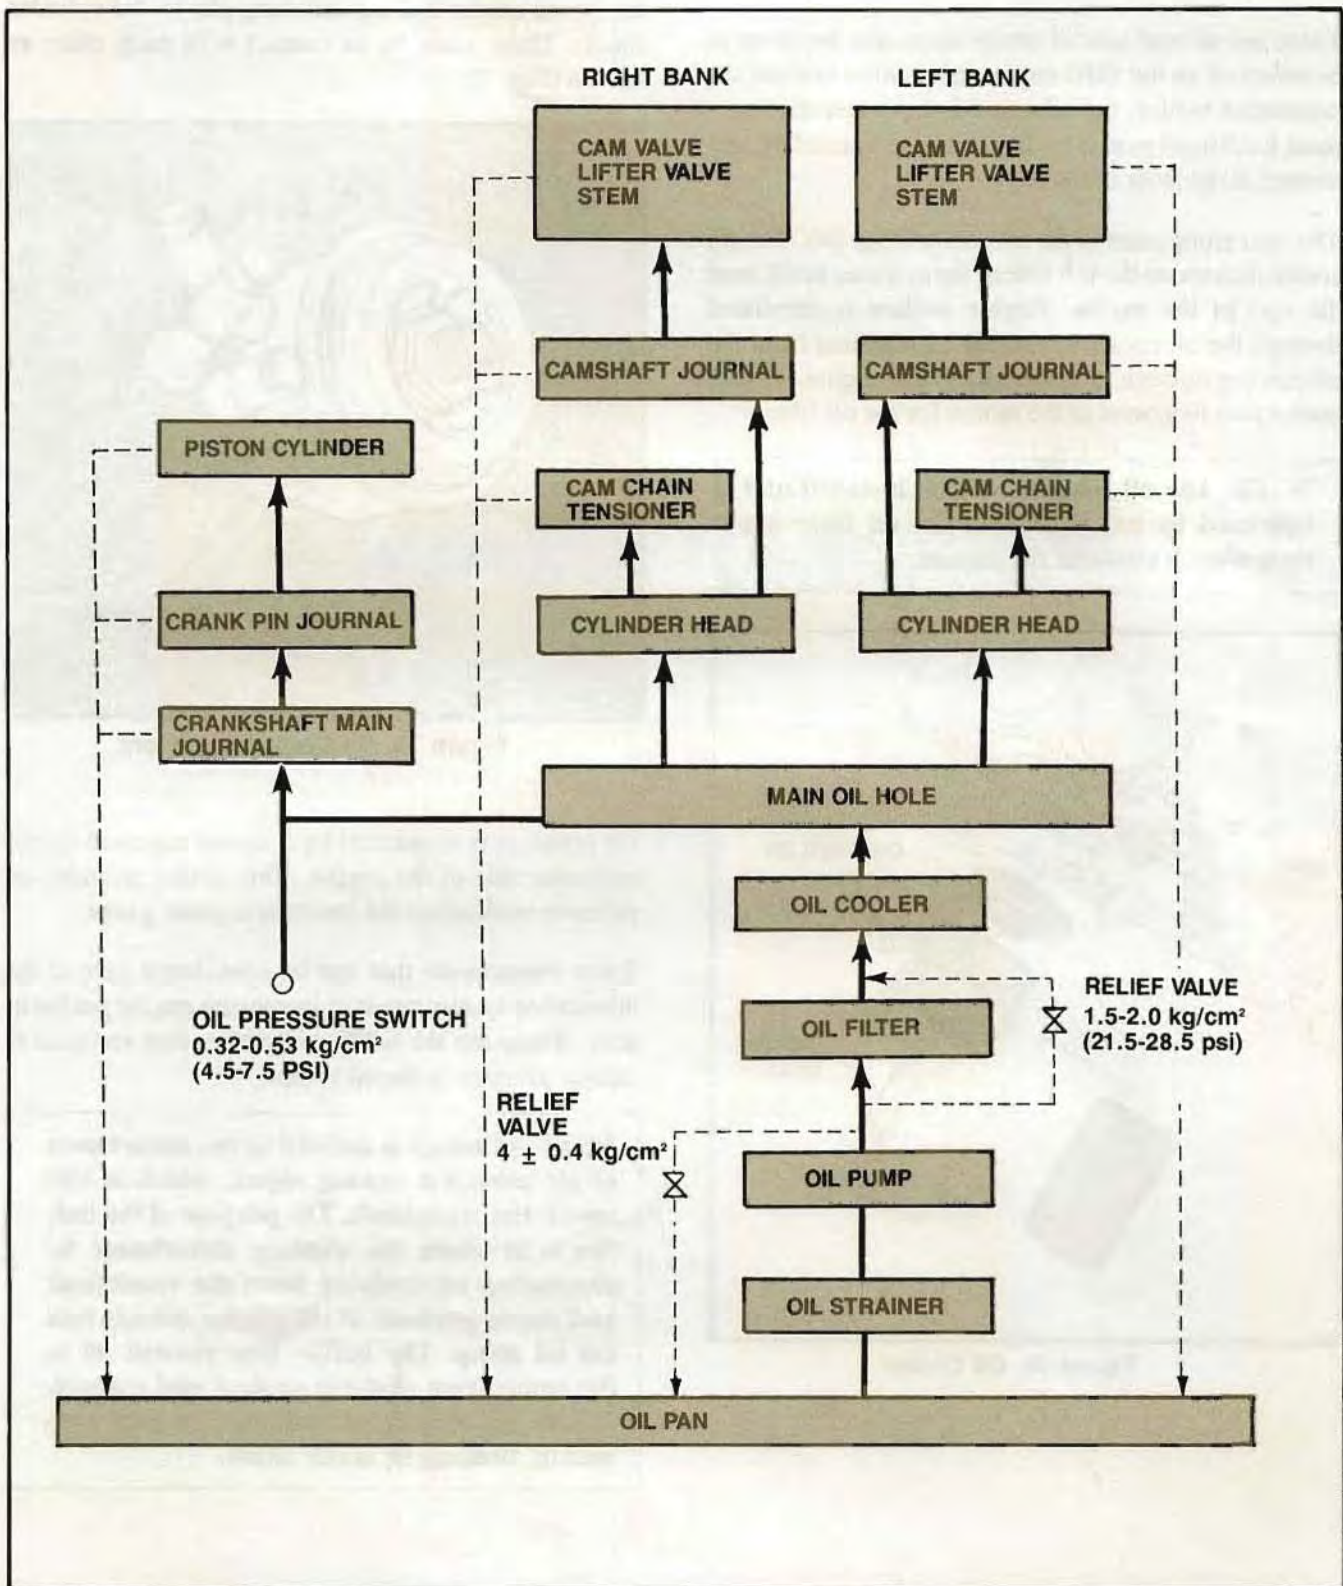 RIGHT BANK
LEFT BANK
CAM VALVE
LIFTER VALVE
STEM
CAM VALVE
LIFTER VALVE
STEM
CAMSHAFT JOURNAL
CAMSHAFT JOURNAL
PISTON CYLINDER
CAM CHAIN
TENSIONER
CAM CHAIN
TENSIONER
CRANK PIN JOURNAL
CYLINDER HEAD
CYLINDER HEAD
CRANKSHAFT MAIN
JOURNAL
MAIN OIL HOLE
OIL COOLER
OIL PRESSURE SWITCH
0.32-0.53 kg/cm²
(4.5-7.5 PSI)
OIL FILTER
RELIEF VALVE
1.5-2.0 kg/cm²
(21.5-28.5 psi)
RELIEF
VALVE
4 ± 0.4 kg/cm²
OIL PUMP
OIL STRAINER
OIL PAN